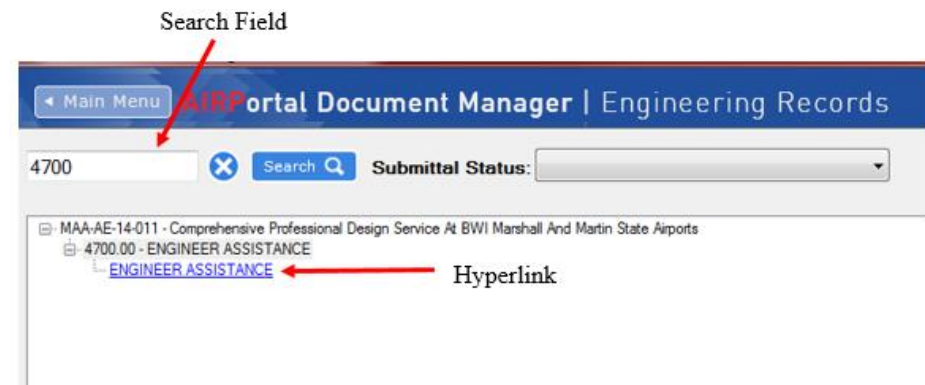 Search Field
Main Menu
AIRPortal Document Manager | Engineering Records
4700
Search
Submittal Status:
MAA-AE-14-011 - Comprehensive Professional Design Service At BWI Marshall And Martin State Airports
4700.00 - ENGINEER ASSISTANCE
ENGINEER ASSISTANCE
Hyperlink